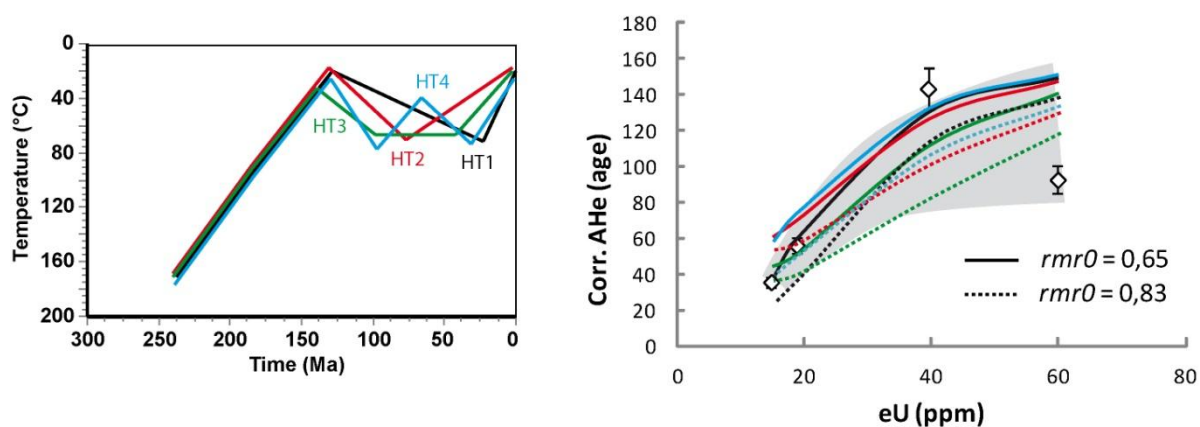 0
40
80
120
160
200
Temperature (°C)
HT4
HT3
HT2
HT1
300 250 200 150 100 50 0
Time (Ma)
180
160
140
120
100
80
60
40
20
0
Corr. AHe (age)
rmr0 = 0,65
rmr0 = 0,83
0 20 40 60 80
eU (ppm)